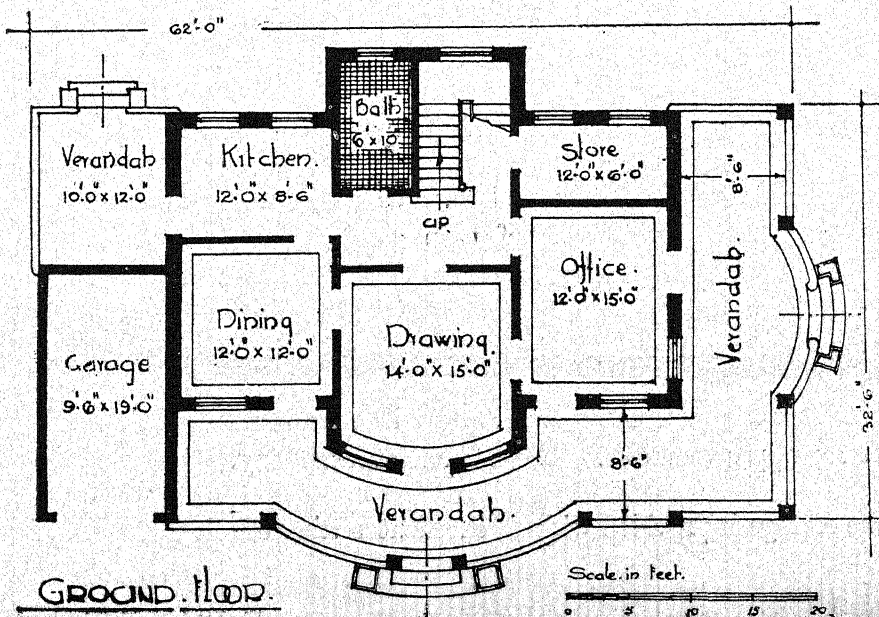 62'-0"
Bath
6' x 10'
Verandah
10'.0" x 12'.0"
Kitchen.
12'.0" x 8'-6"
Store
12'.0" x 6'.0"
8'-6"
UP.
Office.
12'.0" x 15'.0"
Verandah.
Dining
12'.0" x 12'.0"
Drawing.
14'.0" x 15'.0"
Garage
9'.6" x 19'.0"
32'.6"
8'-6"
Verandah.
GROUND. Floor.
Scale. in feet.
0 5 10 15 20